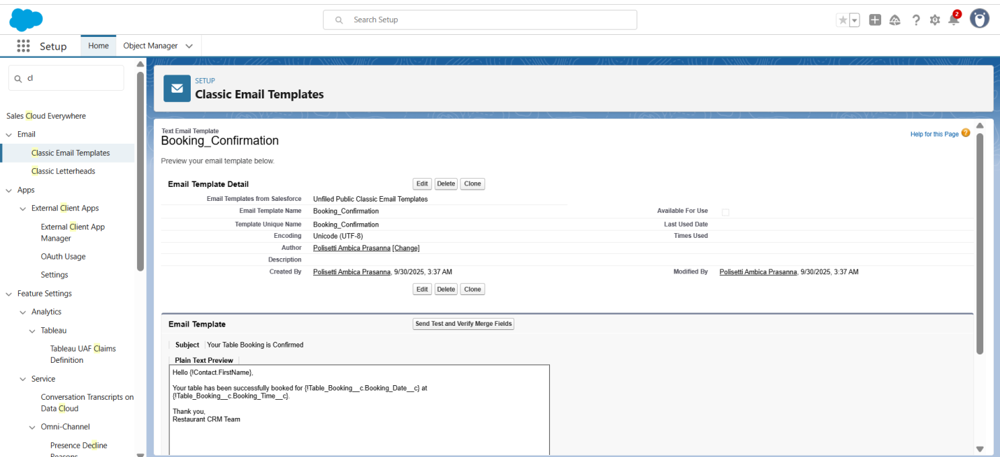 Search Setup
2
Setup
Home
Object Manager
cl
Sales Cloud Everywhere
Email
Classic Email Templates
Classic Letterheads
Apps
External Client Apps
External Client App
Manager
OAuth Usage
Settings
Feature Settings
Analytics
Tableau
Tableau UAF Claims
Definition
Service
Conversation Transcripts on
Data Cloud
Omni-Channel
Presence Decline
Reasons
SETUP
Classic Email Templates
Text Email Template
Booking_Confirmation
Help for this Page ?
Preview your email template below.
Email Template Detail Edit Delete Clone
Email Templates from Salesforce Unfiled Public Classic Email Templates
Email Template Name Booking_Confirmation Available For Use
Template Unique Name Booking_Confirmation Last Used Date
Encoding Unicode (UTF-8) Times Used
Author Polisetti Ambica Prasanna [Change]
Description
Created By Polisetti Ambica Prasanna, 9/30/2025, 3:37 AM Modified By Polisetti Ambica Prasanna, 9/30/2025, 3:37 AM
Edit Delete Clone
Email Template Send Test and Verify Merge Fields
Subject Your Table Booking is Confirmed
Plain Text Preview
Hello {!Contact.FirstName},
Your table has been successfully booked for {!Table_Booking__c.Booking_Date__c} at
{!Table_Booking__c.Booking_Time__c}.
Thank you,
Restaurant CRM Team